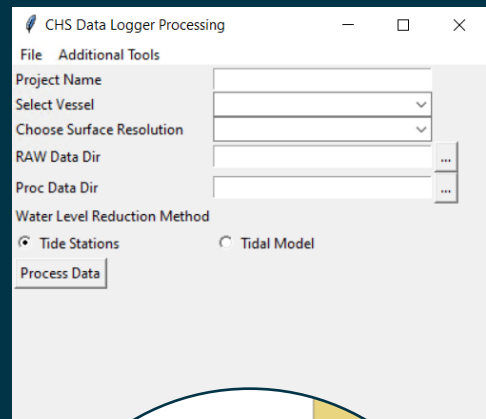 CHS Data Logger Processing
File Additional Tools
Project Name
Select Vessel
Choose Surface Resolution
RAW Data Dir ...
Proc Data Dir ...
Water Level Reduction Method
Tide Stations Tidal Model
Process Data